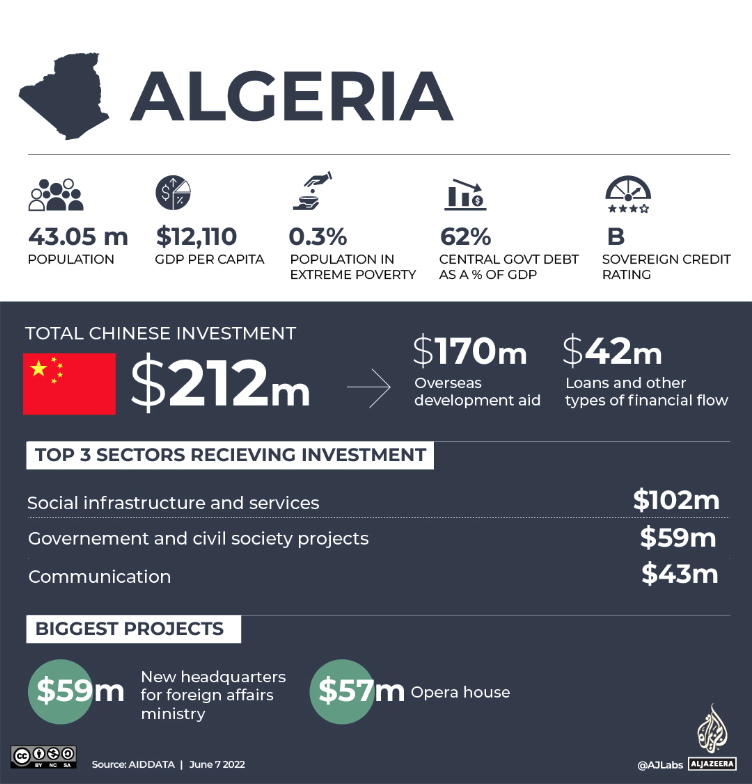 ALGERIA
43.05 m
POPULATION
$12,110
GDP PER CAPITA
0.3%
POPULATION IN
EXTREME POVERTY
62%
CENTRAL GOVT DEBT
AS A % OF GDP
B
SOVEREIGN CREDIT
RATING
TOTAL CHINESE INVESTMENT
$212m
$170m
Overseas
development aid
$42m
Loans and other
types of financial flow
TOP 3 SECTORS RECIEVING INVESTMENT
Social infrastructure and services $102m
Governement and civil society projects $59m
Communication $43m
BIGGEST PROJECTS
$59m
New headquarters
for foreign affairs
ministry
$57m Opera house
cc BY NC SA
Source: AIDDATA | June 7 2022
@AJLabs ALJAZEERA